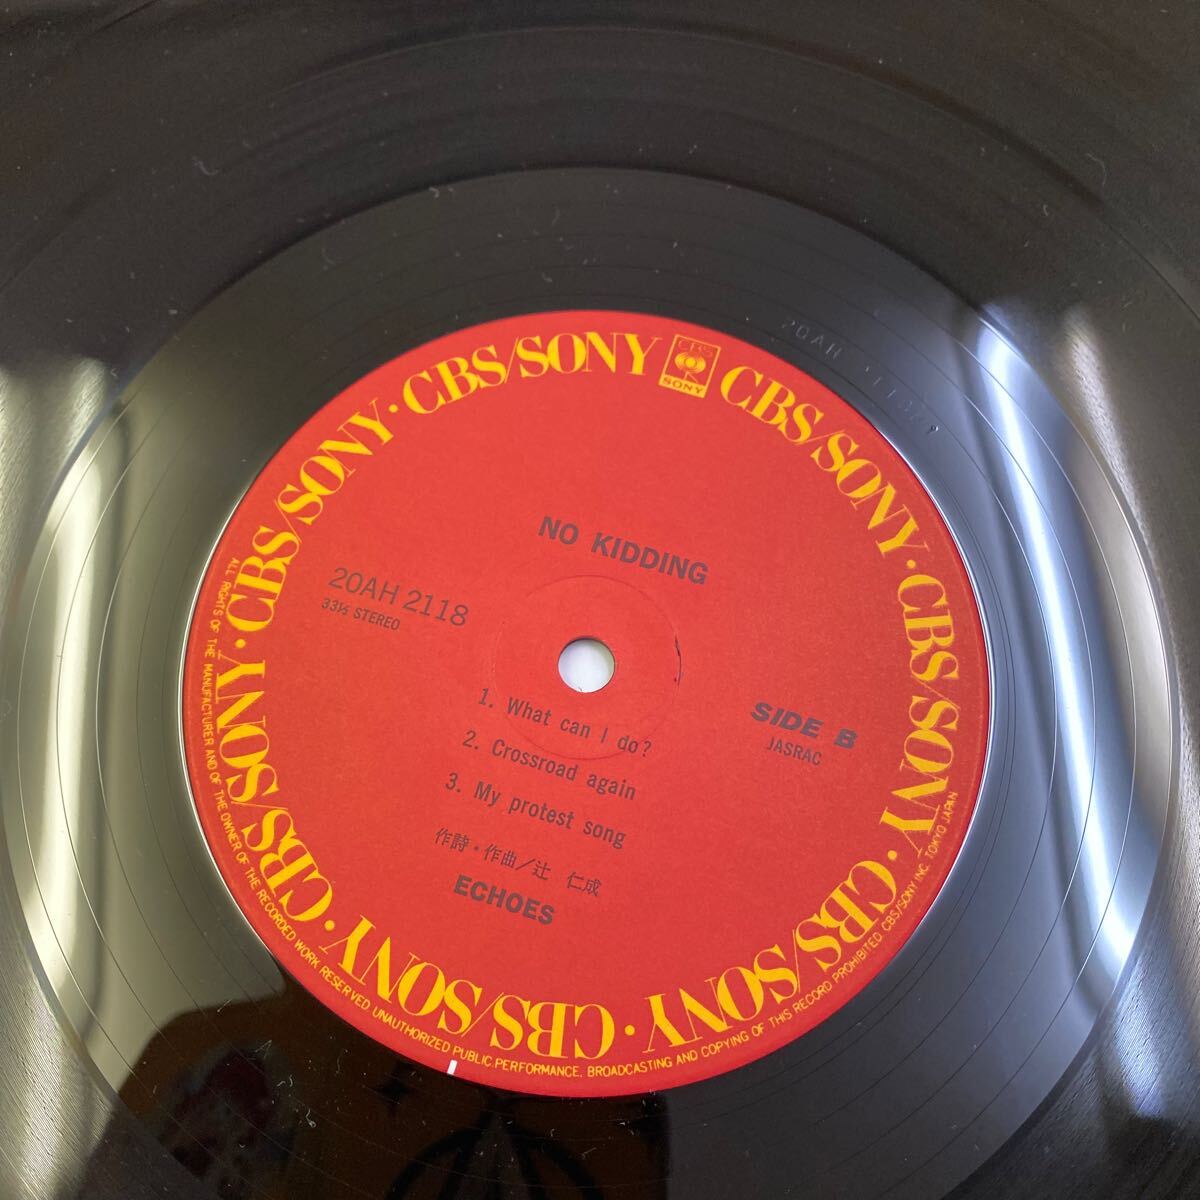 CBS/SONY · CBS/SONY · CBS/SONY · CBS/SONY · CBS/SONY · CBS/SONY · CBS/SONY · CBS/SONY
CBS
SONY
NO KIDDING
20AH 2118
33⅓ STEREO
SIDE B
JASRAC
1. What can I do?
2. Crossroad again
3. My protest song
作詩・作曲/辻 仁成
ECHOES
ALL RIGHTS OF THE MANUFACTURER AND OF THE OWNER OF THE RECORDED WORK RESERVED UNAUTHORIZED PUBLIC PERFORMANCE, BROADCASTING AND COPYING OF THIS RECORD PROHIBITED CBS/SONY INC. TOKYO JAPAN
20AH